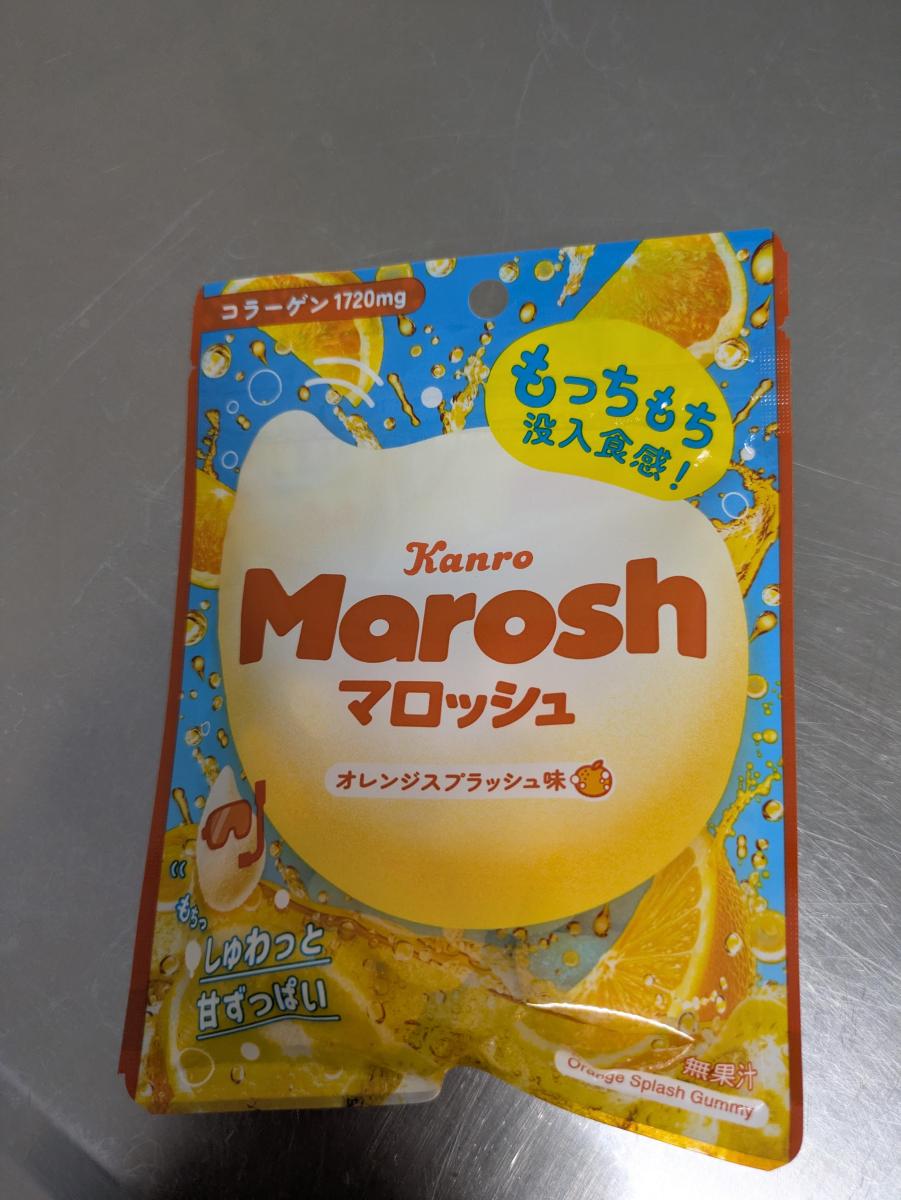 コラーゲン1720mg
もっちもち
没入食感!
Kanro
Marosh
マロッシュ
オレンジスプラッシュ味
もちっ
しゅわっと
甘ずっぱい
無果汁
Orange Splash Gummy